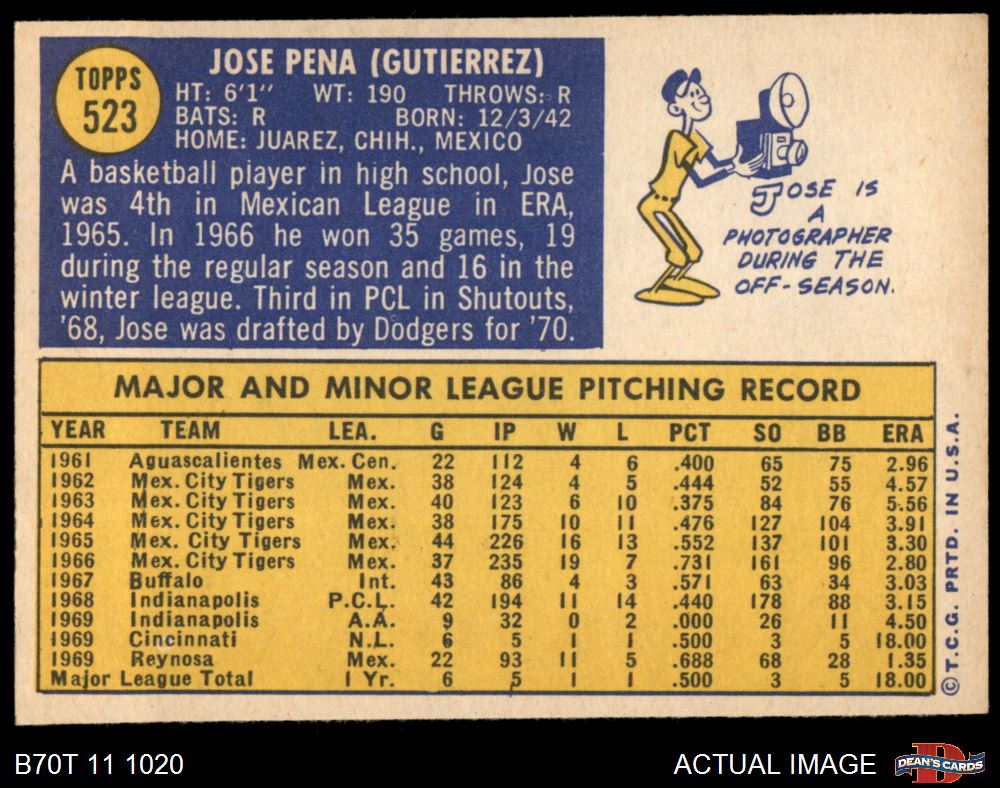 TOPPS
523
JOSE PENA (GUTIERREZ)
HT: 6'1" WT: 190 THROWS: R
BATS: R BORN: 12/3/42
HOME: JUAREZ, CHIH., MEXICO
A basketball player in high school, Jose
was 4th in Mexican League in ERA,
1965. In 1966 he won 35 games, 19
during the regular season and 16 in the
winter league. Third in PCL in Shutouts,
'68, Jose was drafted by Dodgers for '70.
JOSE IS
A
PHOTOGRAPHER
DURING THE
OFF-SEASON.
MAJOR AND MINOR LEAGUE PITCHING RECORD
YEAR TEAM LEA. G IP W L PCT SO BB ERA
1961 Aguascalientes Mex. Cen. 22 112 4 6 .400 65 75 2.96
1962 Mex. City Tigers Mex. 38 124 4 5 .444 52 55 4.57
1963 Mex. City Tigers Mex. 40 123 6 10 .375 84 76 5.56
1964 Mex. City Tigers Mex. 38 175 10 11 .476 127 104 3.91
1965 Mex. City Tigers Mex. 44 226 16 13 .552 137 101 3.30
1966 Mex. City Tigers Mex. 37 235 19 7 .731 161 96 2.80
1967 Buffalo Int. 43 86 4 3 .571 63 34 3.03
1968 Indianapolis P.C.L. 42 194 11 14 .440 178 88 3.15
1969 Indianapolis A.A. 9 32 0 2 .000 26 11 4.50
1969 Cincinnati N.L. 6 5 1 1 .500 3 5 18.00
1969 Reynosa Mex. 22 93 11 5 .688 68 28 1.35
Major League Total 1 Yr. 6 5 1 1 .500 3 5 18.00
© T.C.G. PRTD. IN U.S.A.
B70T 11 1020
ACTUAL IMAGE
D
DEAN'S CARDS